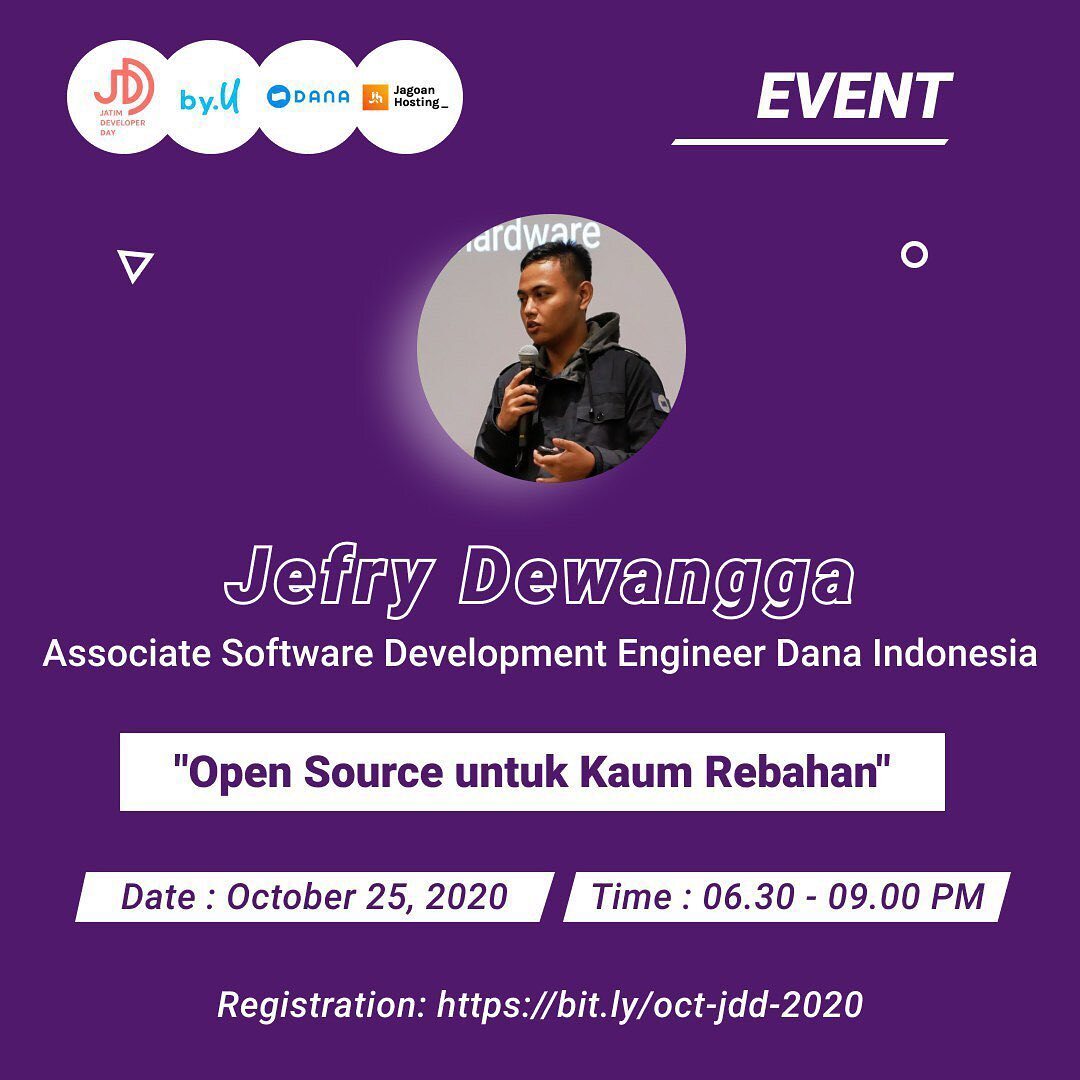 JATIM
DEVELOPER
DAY
by.U
DANA
Jagoan
Hosting_
EVENT
ardware
Jefry Dewangga
Associate Software Development Engineer Dana Indonesia
"Open Source untuk Kaum Rebahan"
Date : October 25, 2020
Time : 06.30 - 09.00 PM
Registration: https://bit.ly/oct-jdd-2020